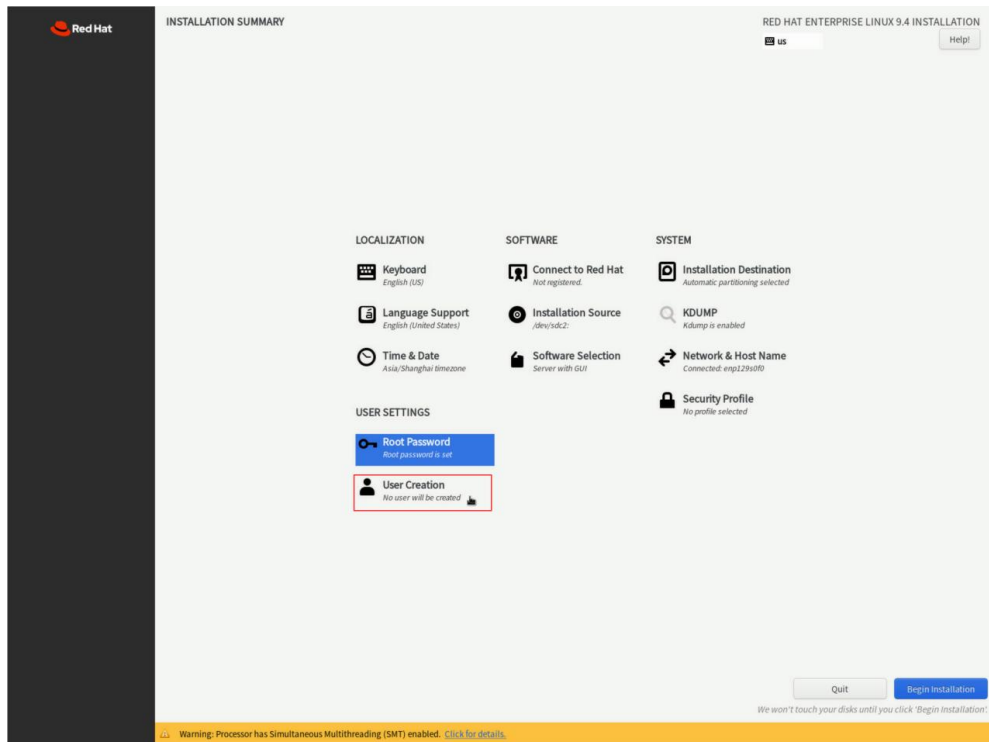 Red Hat
INSTALLATION SUMMARY
RED HAT ENTERPRISE LINUX 9.4 INSTALLATION
us
Help!
LOCALIZATION
Keyboard
English (US)
Language Support
English (United States)
Time & Date
Asia/Shanghai timezone
SOFTWARE
Connect to Red Hat
Not registered.
Installation Source
/dev/sdc2:
Software Selection
Server with GUI
SYSTEM
Installation Destination
Automatic partitioning selected
KDUMP
Kdump is enabled
Network & Host Name
Connected: enp129s0f0
Security Profile
No profile selected
USER SETTINGS
Root Password
Root password is set
User Creation
No user will be created
Quit
Begin Installation
We won't touch your disks until you click 'Begin Installation'.
Warning: Processor has Simultaneous Multithreading (SMT) enabled. Click for details.